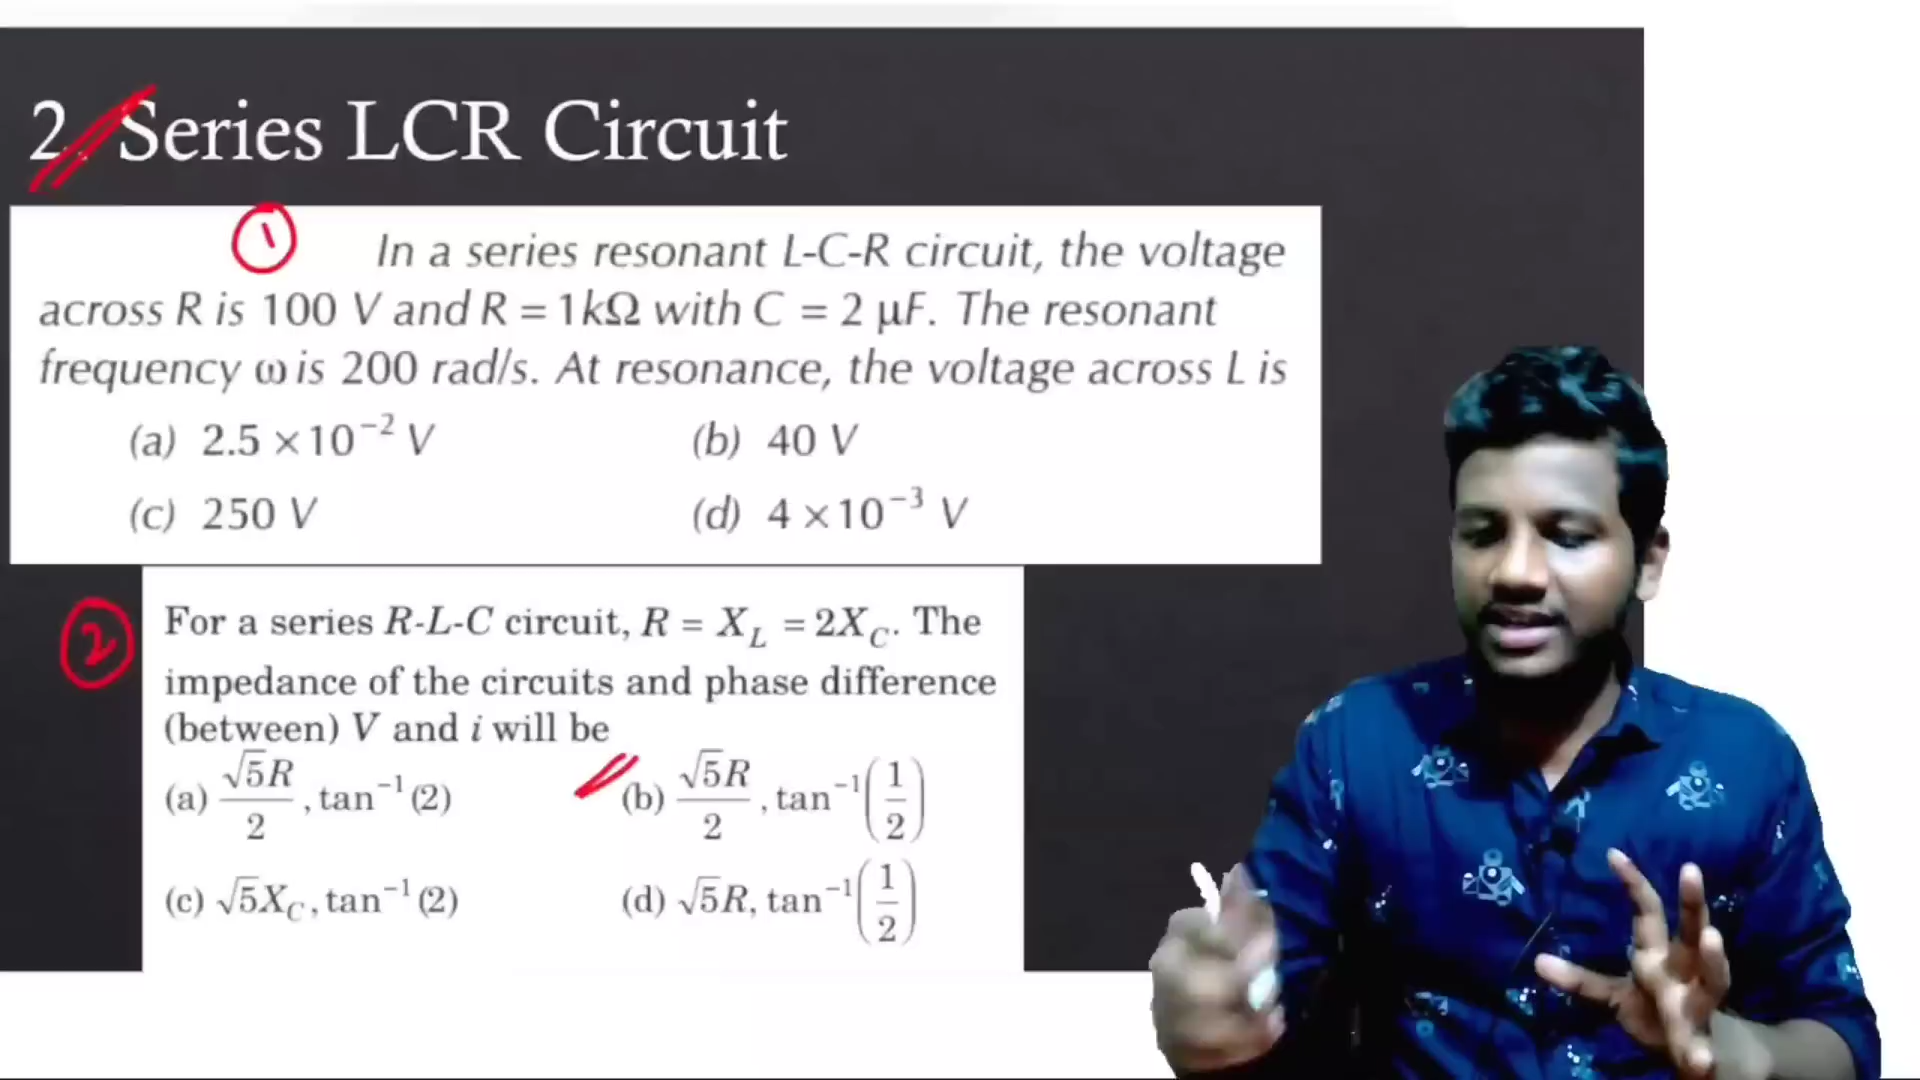 2. Series LCR Circuit
1
In a series resonant L-C-R circuit, the voltage
across R is 100 V and R = 1kΩ with C = 2 μF. The resonant
frequency ω is 200 rad/s. At resonance, the voltage across L is
(a) 2.5 ×10⁻² V (b) 40 V
(c) 250 V (d) 4 ×10⁻³ V
2
For a series R-L-C circuit, R = X_L = 2X_C. The
impedance of the circuits and phase difference
(between) V and i will be
(a) √5R/2, tan⁻¹(2) (b) √5R/2, tan⁻¹(1/2)
(c) √5X_C, tan⁻¹(2) (d) √5R, tan⁻¹(1/2)